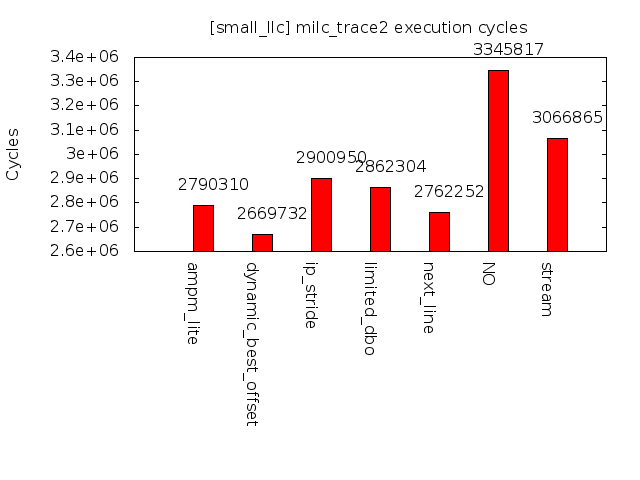 [small_llc] milc_trace2 execution cycles
Cycles
3.4e+06
3.3e+06
3.2e+06
3.1e+06
3e+06
2.9e+06
2.8e+06
2.7e+06
2.6e+06
2790310
2669732
2900950
2862304
2762252
3345817
3066865
ampm_lite
dynamic_best_offset
ip_stride
limited_dbo
next_line
NO
stream